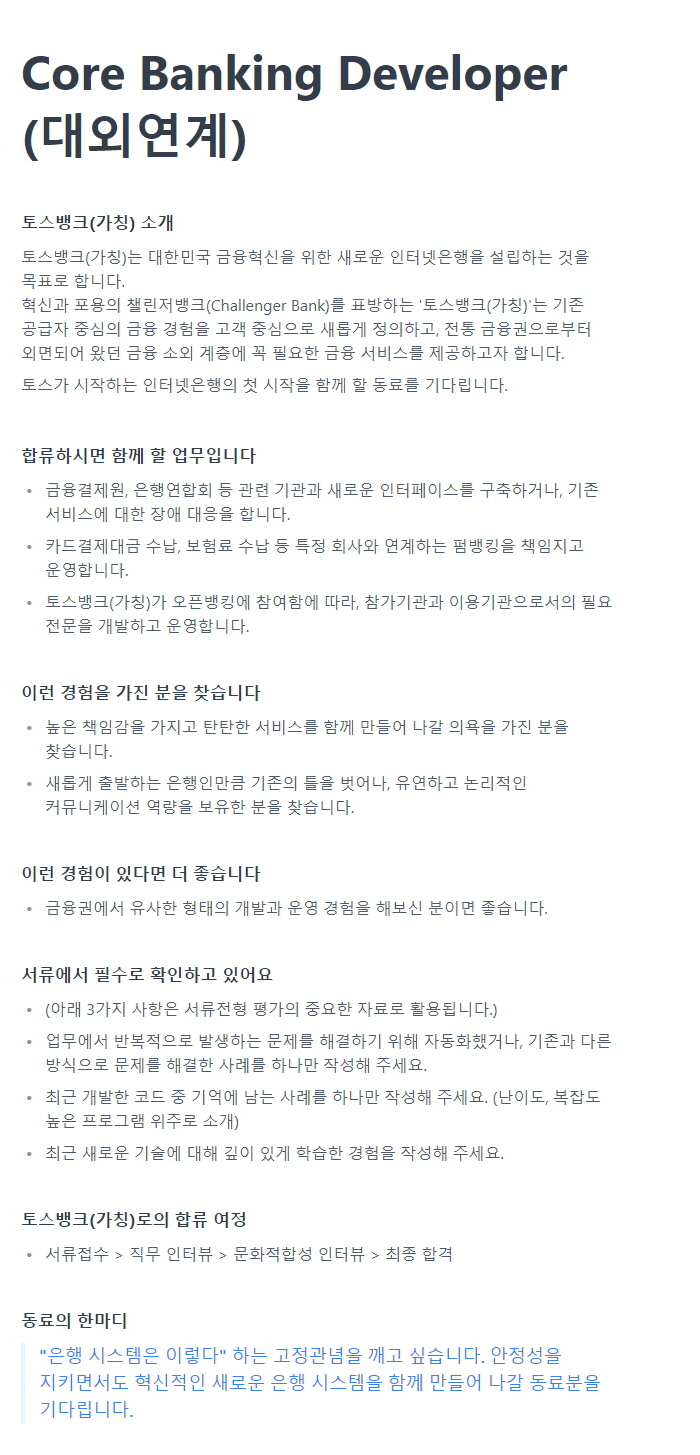 Core Banking Developer
(대외연계)
토스뱅크(가칭) 소개
토스뱅크(가칭)는 대한민국 금융혁신을 위한 새로운 인터넷은행을 설립하는 것을
목표로 합니다.
혁신과 포용의 챌린저뱅크(Challenger Bank)를 표방하는 '토스뱅크(가칭)'는 기존
공급자 중심의 금융 경험을 고객 중심으로 새롭게 정의하고, 전통 금융권으로부터
외면되어 왔던 금융 소외 계층에 꼭 필요한 금융 서비스를 제공하고자 합니다.
토스가 시작하는 인터넷은행의 첫 시작을 함께 할 동료를 기다립니다.
합류하시면 함께 할 업무입니다
• 금융결제원, 은행연합회 등 관련 기관과 새로운 인터페이스를 구축하거나, 기존
서비스에 대한 장애 대응을 합니다.
• 카드결제대금 수납, 보험료 수납 등 특정 회사와 연계하는 펌뱅킹을 책임지고
운영합니다.
• 토스뱅크(가칭)가 오픈뱅킹에 참여함에 따라, 참가기관과 이용기관으로서의 필요
전문을 개발하고 운영합니다.
이런 경험을 가진 분을 찾습니다
• 높은 책임감을 가지고 탄탄한 서비스를 함께 만들어 나갈 의욕을 가진 분을
찾습니다.
• 새롭게 출발하는 은행인만큼 기존의 틀을 벗어나, 유연하고 논리적인
커뮤니케이션 역량을 보유한 분을 찾습니다.
이런 경험이 있다면 더 좋습니다
• 금융권에서 유사한 형태의 개발과 운영 경험을 해보신 분이면 좋습니다.
서류에서 필수로 확인하고 있어요
• (아래 3가지 사항은 서류전형 평가의 중요한 자료로 활용됩니다.)
• 업무에서 반복적으로 발생하는 문제를 해결하기 위해 자동화했거나, 기존과 다른
방식으로 문제를 해결한 사례를 하나만 작성해 주세요.
• 최근 개발한 코드 중 기억에 남는 사례를 하나만 작성해 주세요. (난이도, 복잡도
높은 프로그램 위주로 소개)
• 최근 새로운 기술에 대해 깊이 있게 학습한 경험을 작성해 주세요.
토스뱅크(가칭)로의 합류 여정
• 서류접수 > 직무 인터뷰 > 문화적합성 인터뷰 > 최종 합격
동료의 한마디
"은행 시스템은 이렇다" 하는 고정관념을 깨고 싶습니다. 안정성을
지키면서도 혁신적인 새로운 은행 시스템을 함께 만들어 나갈 동료분을
기다립니다.